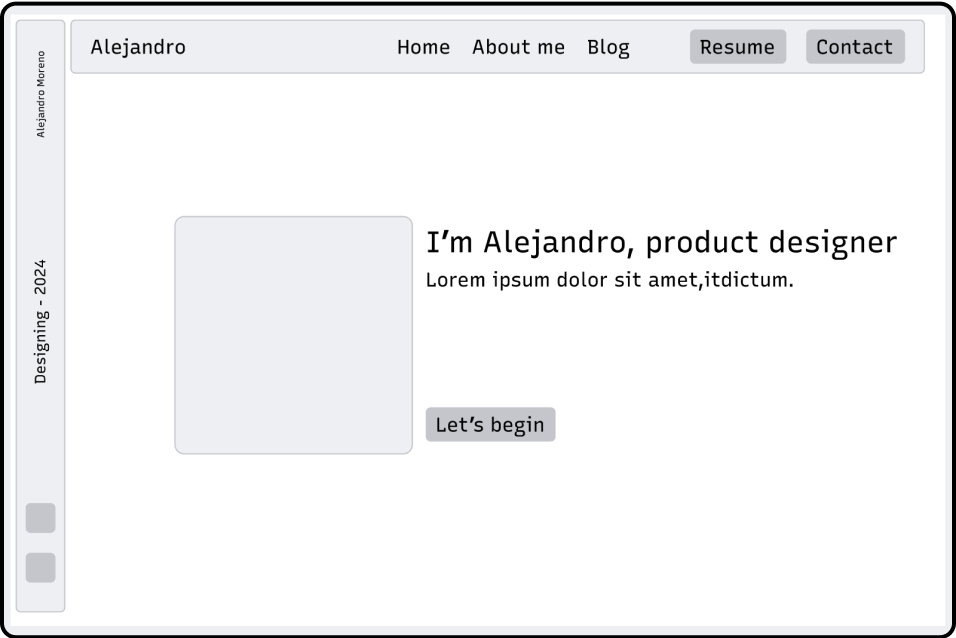 Alejandro Moreno
Designing - 2024
Alejandro
Home
About me
Blog
Resume
Contact
I’m Alejandro, product designer
Lorem ipsum dolor sit amet,itdictum.
Let’s begin